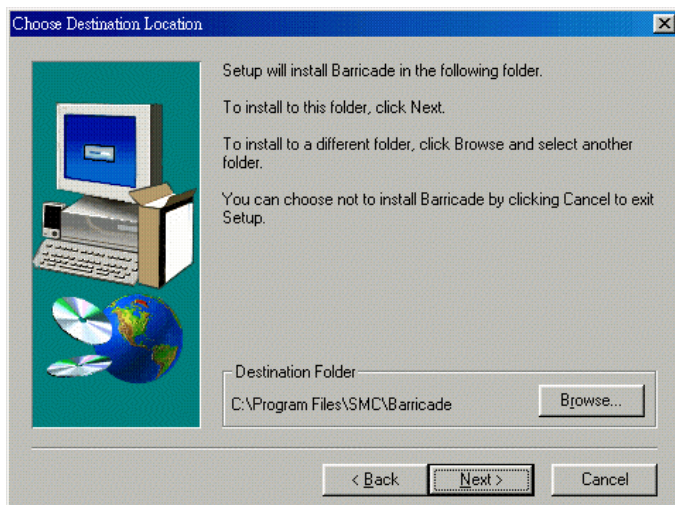 Choose Destination Location
Setup will install Barricade in the following folder.
To install to this folder, click Next.
To install to a different folder, click Browse and select another
folder.
You can choose not to install Barricade by clicking Cancel to exit
Setup.
Destination Folder
C:\Program Files\SMC\Barricade
Browse...
< Back
Next >
Cancel